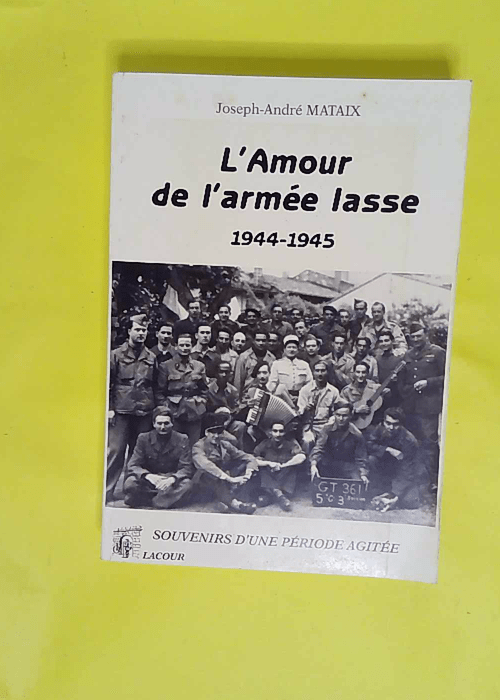 Joseph-André MATAIX
L'Amour
de l'armée lasse
1944-1945
GT 361
SOUVENIRS D'UNE PÉRIODE AGITÉE
LACOUR